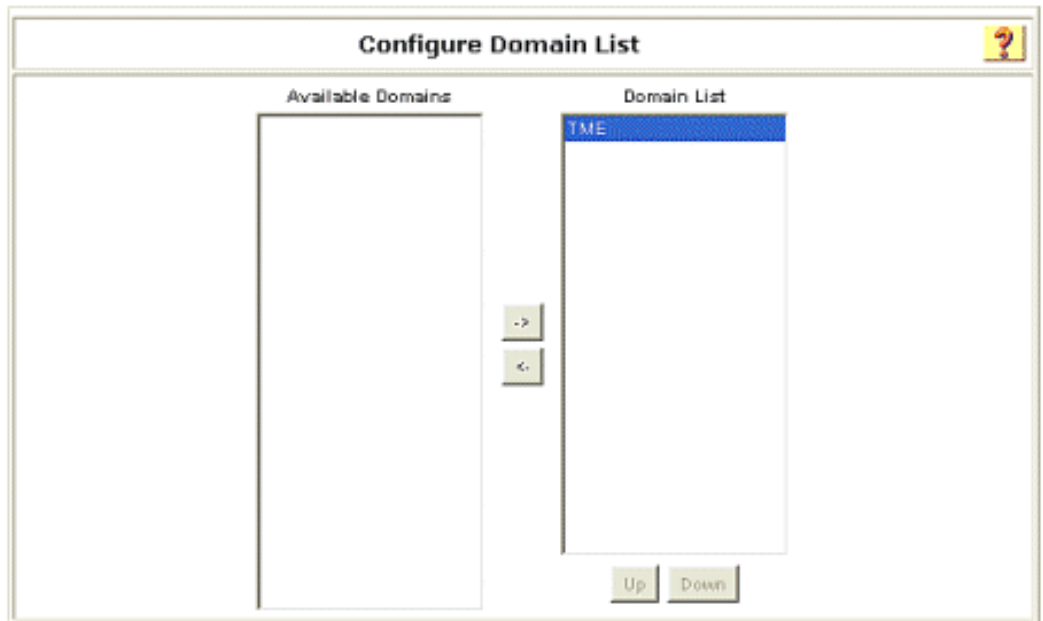 Configure Domain List
?
Available Domains
Domain List
TME
->
<-
Up
Down